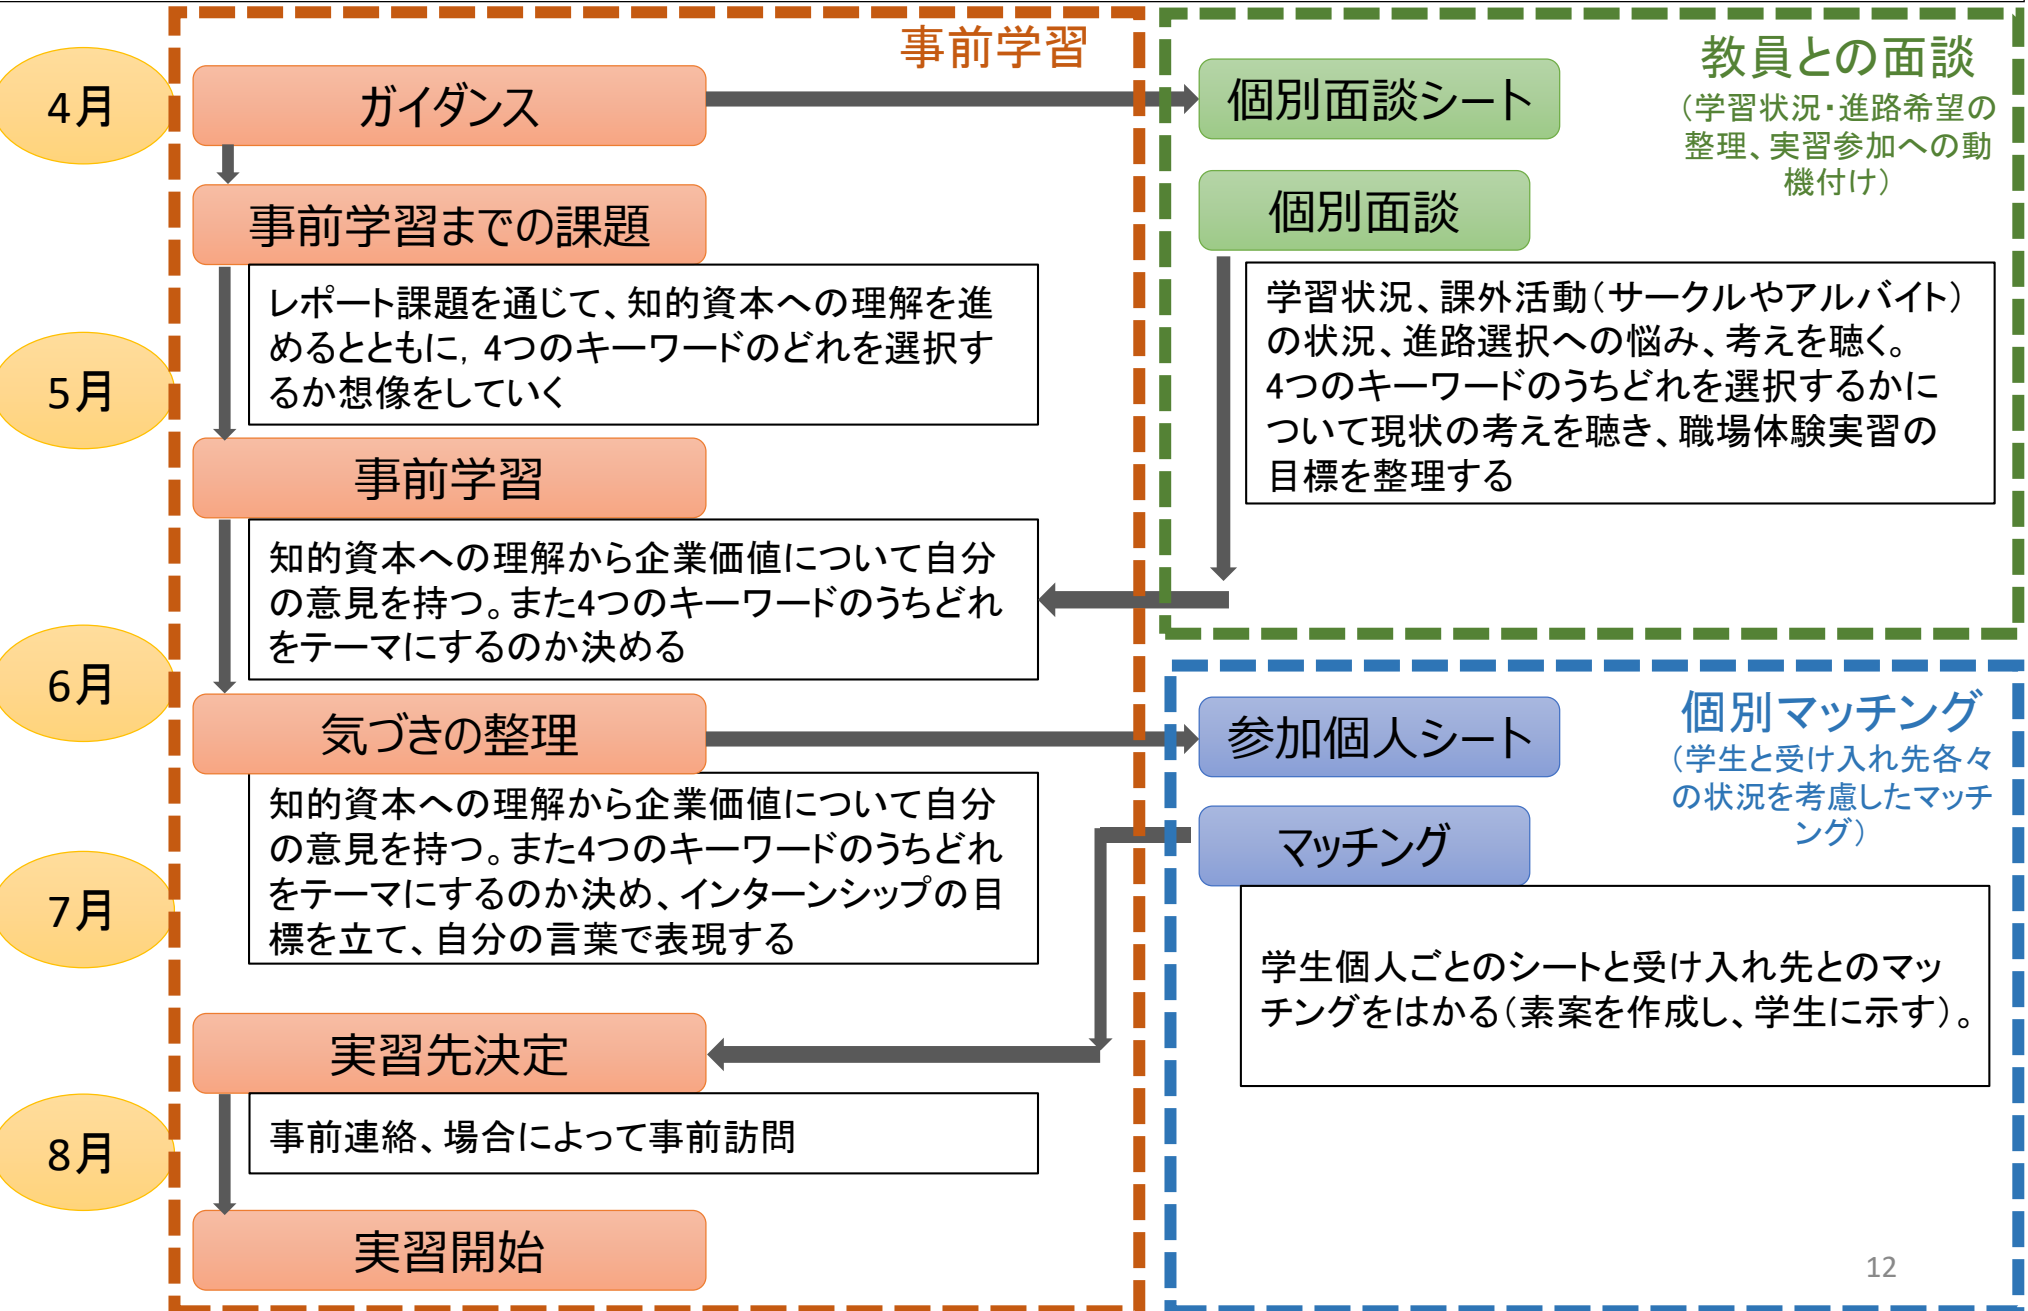 事前学習
4月
ガイダンス
事前学習までの課題
レポート課題を通じて、知的資本への理解を進
めるとともに，4つのキーワードのどれを選択す
るか想像をしていく
5月
事前学習
知的資本への理解から企業価値について自分
の意見を持つ。また4つのキーワードのうちどれ
をテーマにするのか決める
6月
気づきの整理
知的資本への理解から企業価値について自分
の意見を持つ。また4つのキーワードのうちどれ
をテーマにするのか決め、インターンシップの目
標を立て、自分の言葉で表現する
7月
実習先決定
事前連絡、場合によって事前訪問
8月
実習開始
教員との面談
（学習状況・進路希望の
整理、実習参加への動
機付け）
個別面談シート
個別面談
学習状況、課外活動（サークルやアルバイト）
の状況、進路選択への悩み、考えを聴く。
4つのキーワードのうちどれを選択するかに
ついて現状の考えを聴き、職場体験実習の
目標を整理する
個別マッチング
（学生と受け入れ先各々
の状況を考慮したマッチ
ング）
参加個人シート
マッチング
学生個人ごとのシートと受け入れ先とのマッ
チングをはかる（素案を作成し、学生に示す）。
12